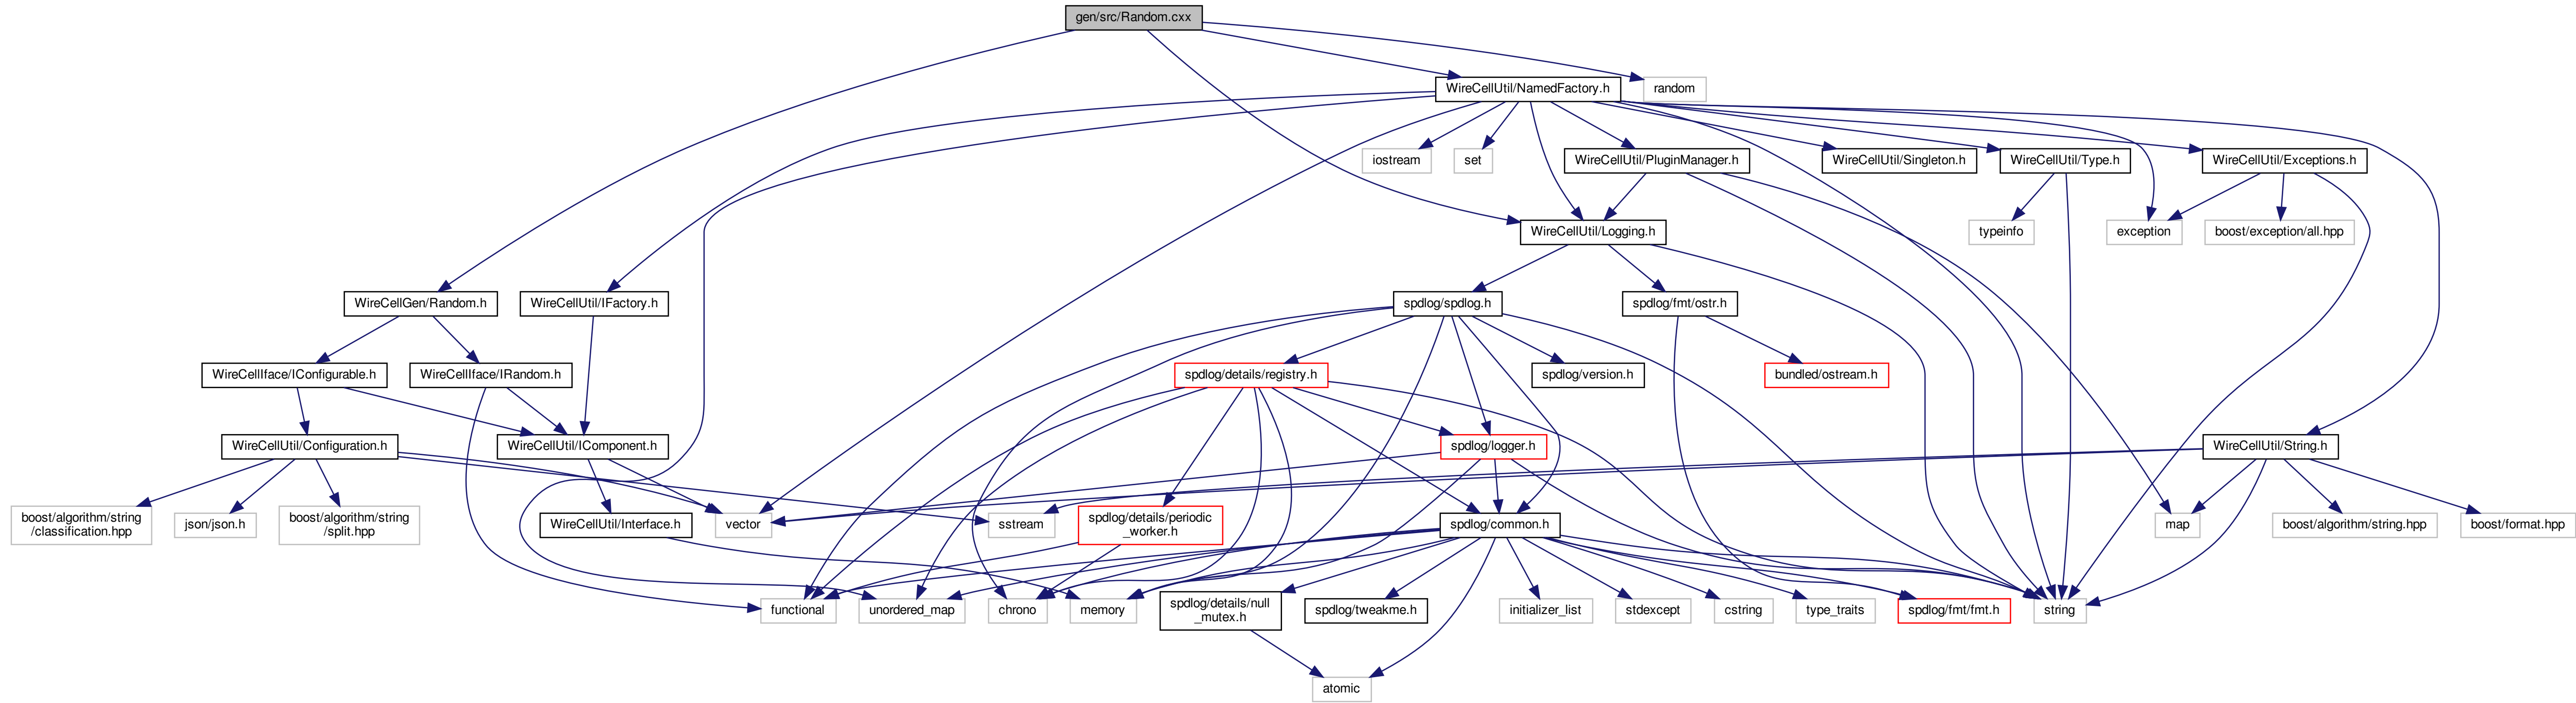 gen/src/Random.cxx
WireCellUtil/NamedFactory.h
random
iostream
set
WireCellUtil/PluginManager.h
WireCellUtil/Singleton.h
WireCellUtil/Type.h
WireCellUtil/Exceptions.h
WireCellUtil/Logging.h
typeinfo
exception
boost/exception/all.hpp
WireCellGen/Random.h
WireCellUtil/IFactory.h
spdlog/spdlog.h
spdlog/fmt/ostr.h
WireCellIface/IConfigurable.h
WireCellIface/IRandom.h
spdlog/details/registry.h
spdlog/version.h
bundled/ostream.h
WireCellUtil/Configuration.h
WireCellUtil/IComponent.h
spdlog/logger.h
WireCellUtil/String.h
boost/algorithm/string
/classification.hpp
json/json.h
boost/algorithm/string
/split.hpp
WireCellUtil/Interface.h
vector
sstream
spdlog/details/periodic
_worker.h
spdlog/common.h
map
boost/algorithm/string.hpp
boost/format.hpp
functional
unordered_map
chrono
memory
spdlog/details/null
_mutex.h
spdlog/tweakme.h
initializer_list
stdexcept
cstring
type_traits
spdlog/fmt/fmt.h
string
atomic